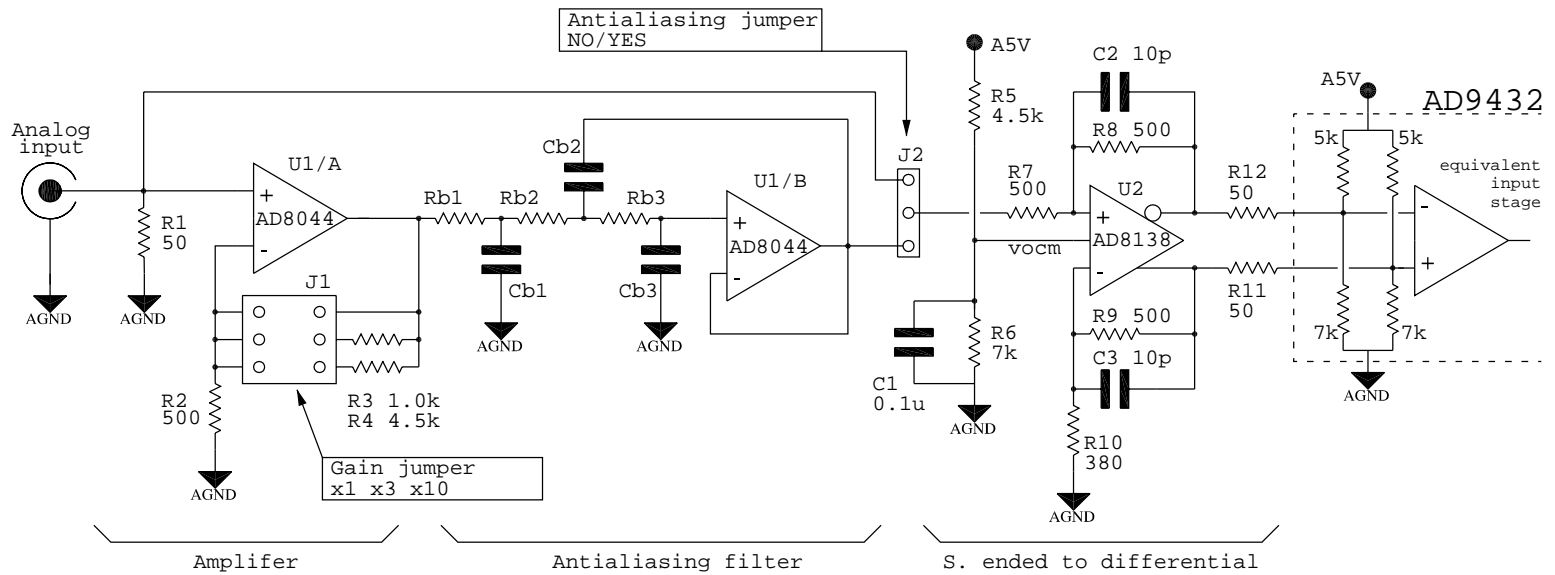 Antialiasing jumper
NO/YES
A5V
C2 10p
R5
4.5k
A5V
AD9432
Analog
input
Cb2
J2
R8 500
5k
5k
U1/A
U1/B
R7
500
U2
R12
50
equivalent
input
stage
Rb1
Rb2
Rb3
+
AD8044
-
R1
50
+
AD8044
-
vocm
+
AD8138
-
-
+
J1
Cb1
Cb3
R11
50
AGND
AGND
AGND
AGND
R9 500
R6
7k
7k
7k
C3 10p
C1
0.1u
AGND
R2
500
R3 1.0k
R4 4.5k
AGND
R10
380
Gain jumper
x1 x3 x10
AGND
AGND
Amplifer
Antialiasing filter
S. ended to differential